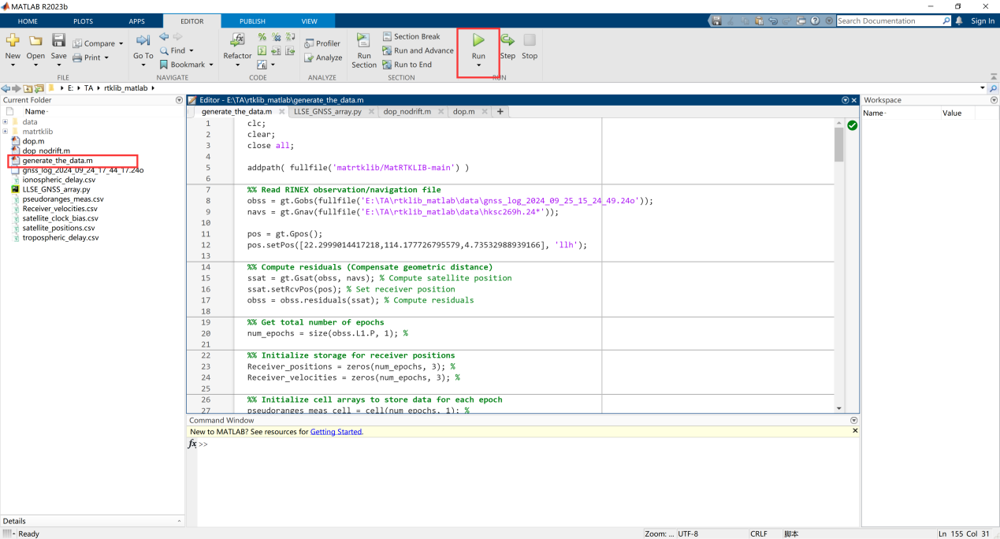 MATLAB R2023b
HOME PLOTS APPS EDITOR PUBLISH VIEW Search Documentation Sign In
New Open Save Compare Print
Go To Find Bookmark
Refactor
Profiler
Analyze
Run Section
Section Break
Run and Advance
Run to End
Run Step Stop
FILE NAVIGATE CODE ANALYZE SECTION RUN
E: ▸ TA ▸ rtklib_matlab ▸
Current Folder
Name
data
matrtklib
dop.m
dop_nodrift.m
generate_the_data.m
gnss_log_2024_09_24_17_44_17.24o
ionospheric_delay.csv
LLSE_GNSS_array.py
pseudoranges_meas.csv
Receiver_velocities.csv
satellite_clock_bias.csv
satellite_positions.csv
tropospheric_delay.csv
Details
Editor - E:\TA\rtklib_matlab\generate_the_data.m
generate_the_data.m LLSE_GNSS_array.py dop_nodrift.m dop.m +
1 clc;
2 clear;
3 close all;
4
5 addpath( fullfile('matrtklib/MatRTKLIB-main') )
6
7 %% Read RINEX observation/navigation file
8 obss = gt.Gobs(fullfile('E:\TA\rtklib_matlab\data\gnss_log_2024_09_25_15_24_49.24o'));
9 navs = gt.Gnav(fullfile('E:\TA\rtklib_matlab\data\hksc269h.24*'));
10
11 pos = gt.Gpos();
12 pos.setPos([22.2999014417218,114.177726795579,4.73532988939166], 'llh');
13
14 %% Compute residuals (Compensate geometric distance)
15 ssat = gt.Gsat(obss, navs); % Compute satellite position
16 ssat.setRcvPos(pos); % Set receiver position
17 obss = obss.residuals(ssat); % Compute residuals
18
19 %% Get total number of epochs
20 num_epochs = size(obss.L1.P, 1); %
21
22 %% Initialize storage for receiver positions
23 Receiver_positions = zeros(num_epochs, 3); %
24 Receiver_velocities = zeros(num_epochs, 3); %
25
26 %% Initialize cell arrays to store data for each epoch
27 pseudoranges_meas_cell = cell(num_epochs, 1); %
Command Window
New to MATLAB? See resources for Getting Started.
fx >>
Workspace
Name Value
Ready
Zoom: ... UTF-8 CRLF 脚本 Ln 155 Col 31